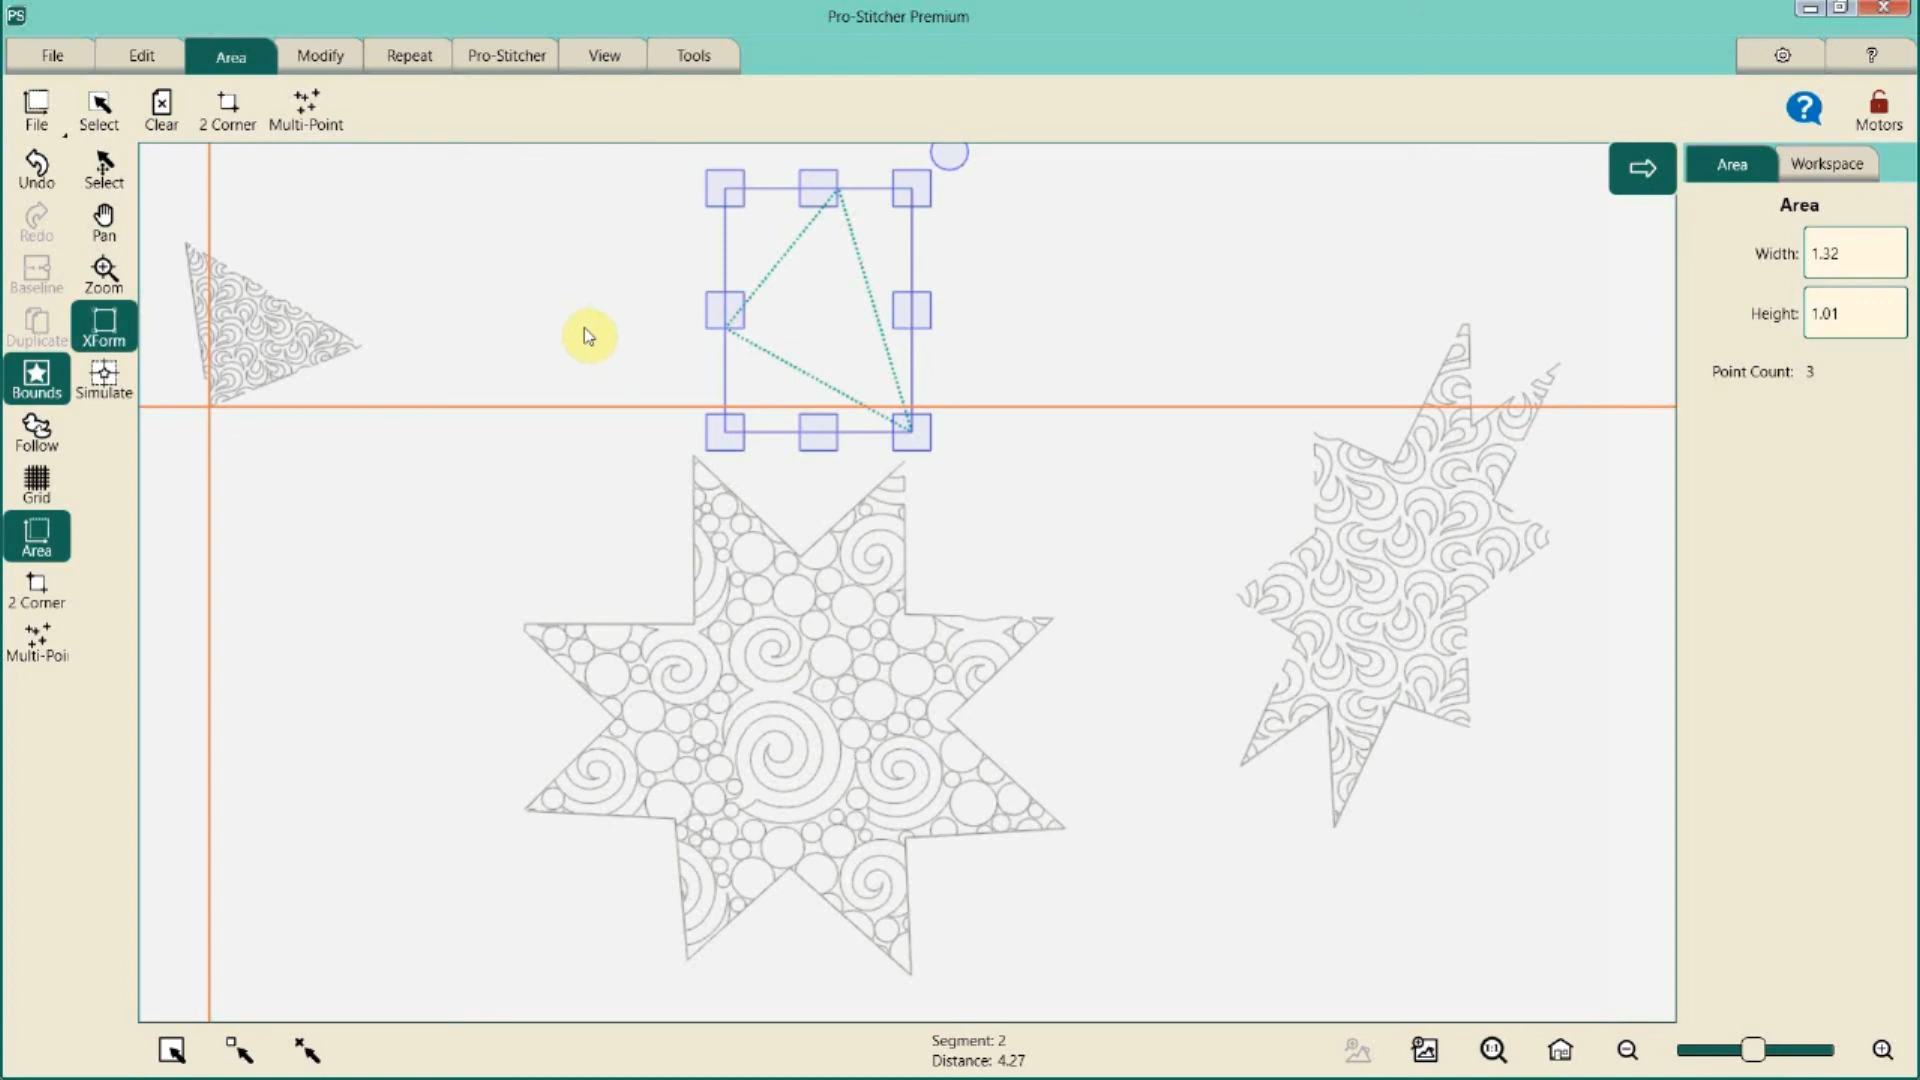 PS
Pro-Stitcher Premium
File Edit Area Modify Repeat Pro-Stitcher View Tools ?
File Select Clear 2 Corner Multi-Point ? Motors
Undo Select
Redo Pan
Baseline Zoom
Duplicate XForm
Bounds Simulate
Follow
Grid
Area
2 Corner
Multi-Poi
Area Workspace
Area
Width: 1.32
Height: 1.01
Point Count: 3
Segment: 2
Distance: 4.27
1:1